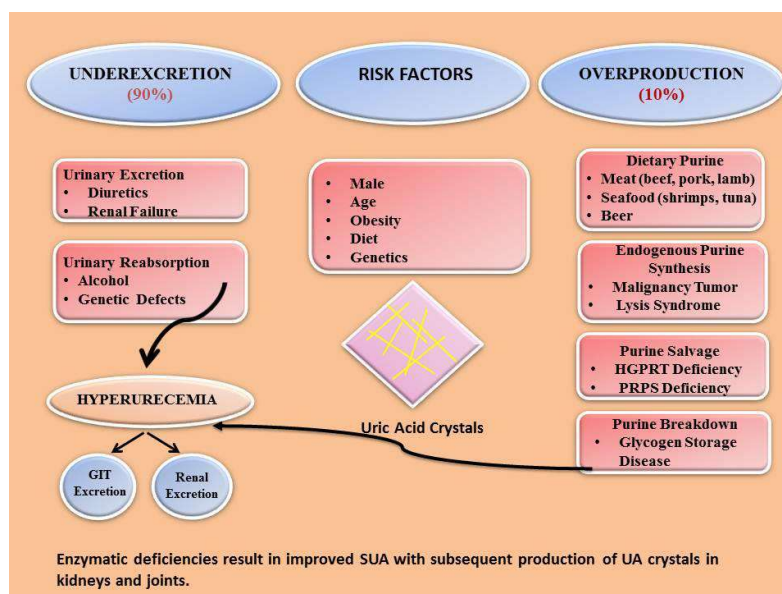 UNDEREXCRETION
(90%)
RISK FACTORS
OVERPRODUCTION
(10%)
Urinary Excretion
• Diuretics
• Renal Failure
Urinary Reabsorption
• Alcohol
• Genetic Defects
HYPERURECEMIA
GIT
Excretion
Renal
Excretion
• Male
• Age
• Obesity
• Diet
• Genetics
Uric Acid Crystals
Dietary Purine
• Meat (beef, pork, lamb)
• Seafood (shrimps, tuna)
• Beer
Endogenous Purine
Synthesis
• Malignancy Tumor
• Lysis Syndrome
Purine Salvage
• HGPRT Deficiency
• PRPS Deficiency
Purine Breakdown
• Glycogen Storage
Disease
Enzymatic deficiencies result in improved SUA with subsequent production of UA crystals in
kidneys and joints.